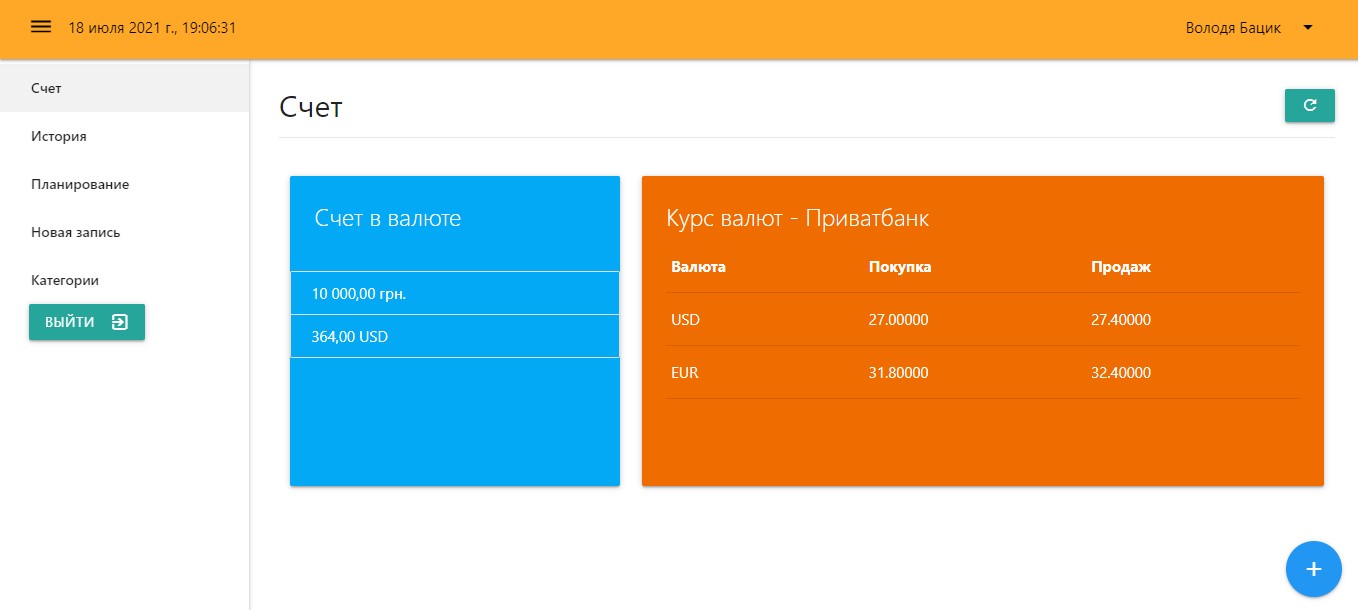 18 июля 2021 г., 19:06:31
Володя Бацик
Счет
История
Планирование
Новая запись
Категории
ВЫЙТИ
Счет
Счет в валюте
10 000,00 грн.
364,00 USD
Курс валют - Приватбанк
Валюта Покупка Продаж
USD 27.00000 27.40000
EUR 31.80000 32.40000